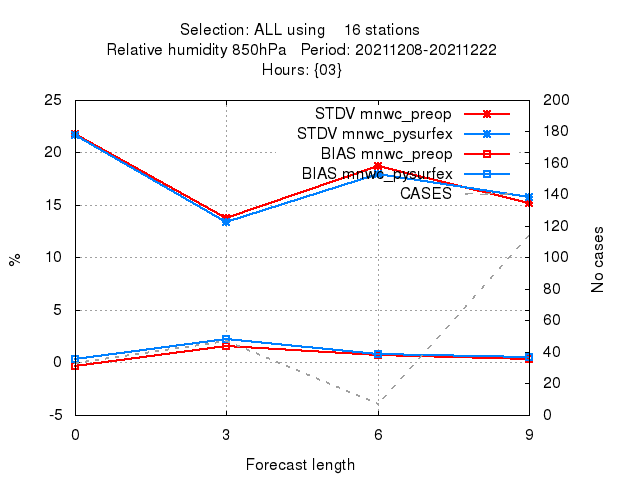 Selection: ALL using    16 stations
Relative humidity 850hPa   Period: 20211208-20211222
Hours: {03}
25
20
15
10
5
0
-5
200
180
160
140
120
100
80
60
40
20
0
STDV mnwc_preop
STDV mnwc_pysurfex
BIAS mnwc_preop
BIAS mnwc_pysurfex
CASES
%
No cases
0
3
6
9
Forecast length